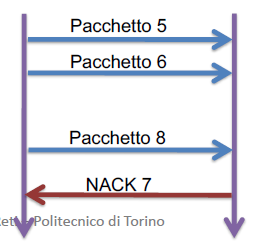 Pacchetto 5
Pacchetto 6
Pacchetto 8
NACK 7
Politecnico di Torino